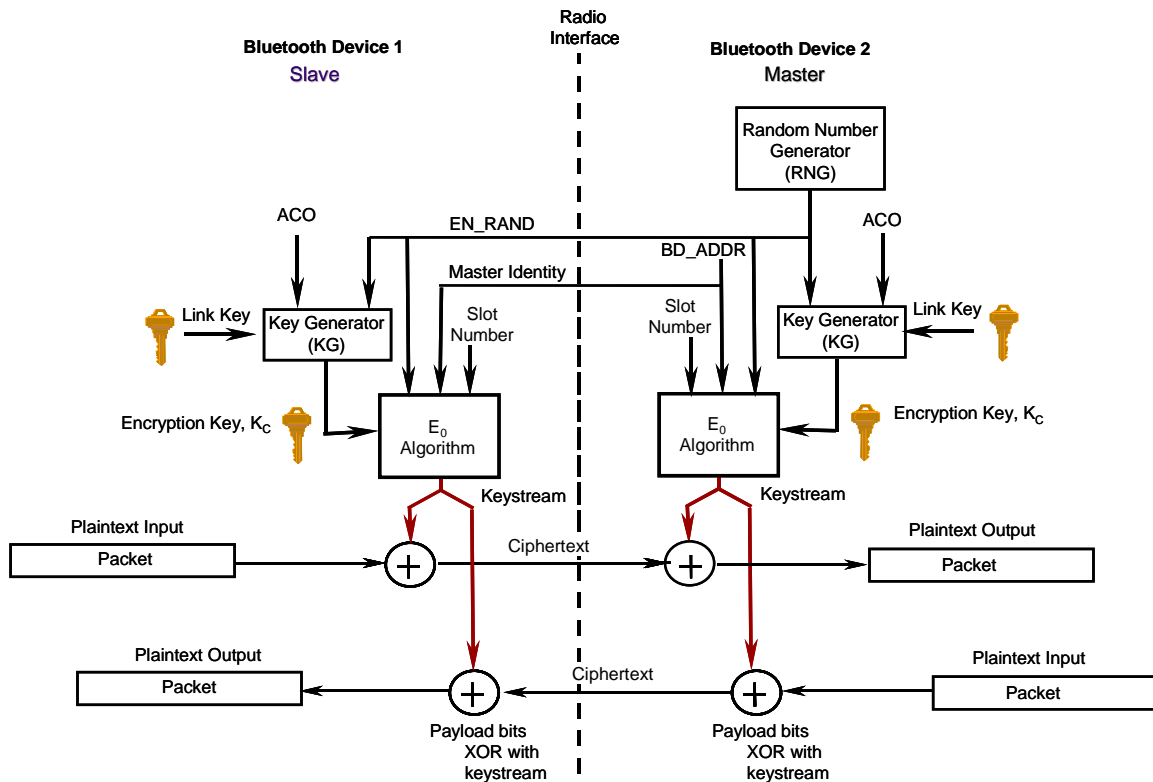 Radio
Interface
Bluetooth Device 1
Slave
Bluetooth Device 2
Master
Random Number
Generator
(RNG)
ACO
EN_RAND
ACO
BD_ADDR
Master Identity
Link Key
Key Generator
(KG)
Slot
Number
Slot
Number
Key Generator
(KG)
Link Key
Encryption Key, KC
E0
Algorithm
E0
Algorithm
Encryption Key, KC
Keystream
Keystream
Plaintext Input
Packet
Ciphertext
Plaintext Output
Packet
Plaintext Output
Packet
Ciphertext
Plaintext Input
Packet
Payload bits
XOR with
keystream
Payload bits
XOR with
keystream